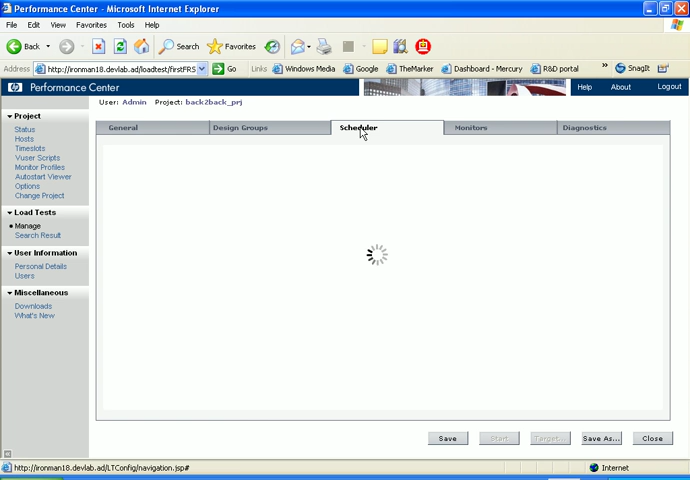 Performance Center - Microsoft Internet Explorer
File Edit View Favorites Tools Help
Back Search Favorites
Address http://ironman18.devlab.ad/loadtest/firstFRS Go Links Windows Media Google TheMarker Dashboard - Mercury R&D portal » SnagIt
hp Performance Center Help About Logout
User: Admin Project: back2back_prj
Project
Status
Hosts
Timeslots
Vuser Scripts
Monitor Profiles
Autostart Viewer
Options
Change Project
Load Tests
Manage
Search Result
User Information
Personal Details
Users
Miscellaneous
Downloads
What's New
General Design Groups Scheduler Monitors Diagnostics
Save Start Target... Save As... Close
http://ironman18.devlab.ad/LTConfig/navigation.jsp# Internet